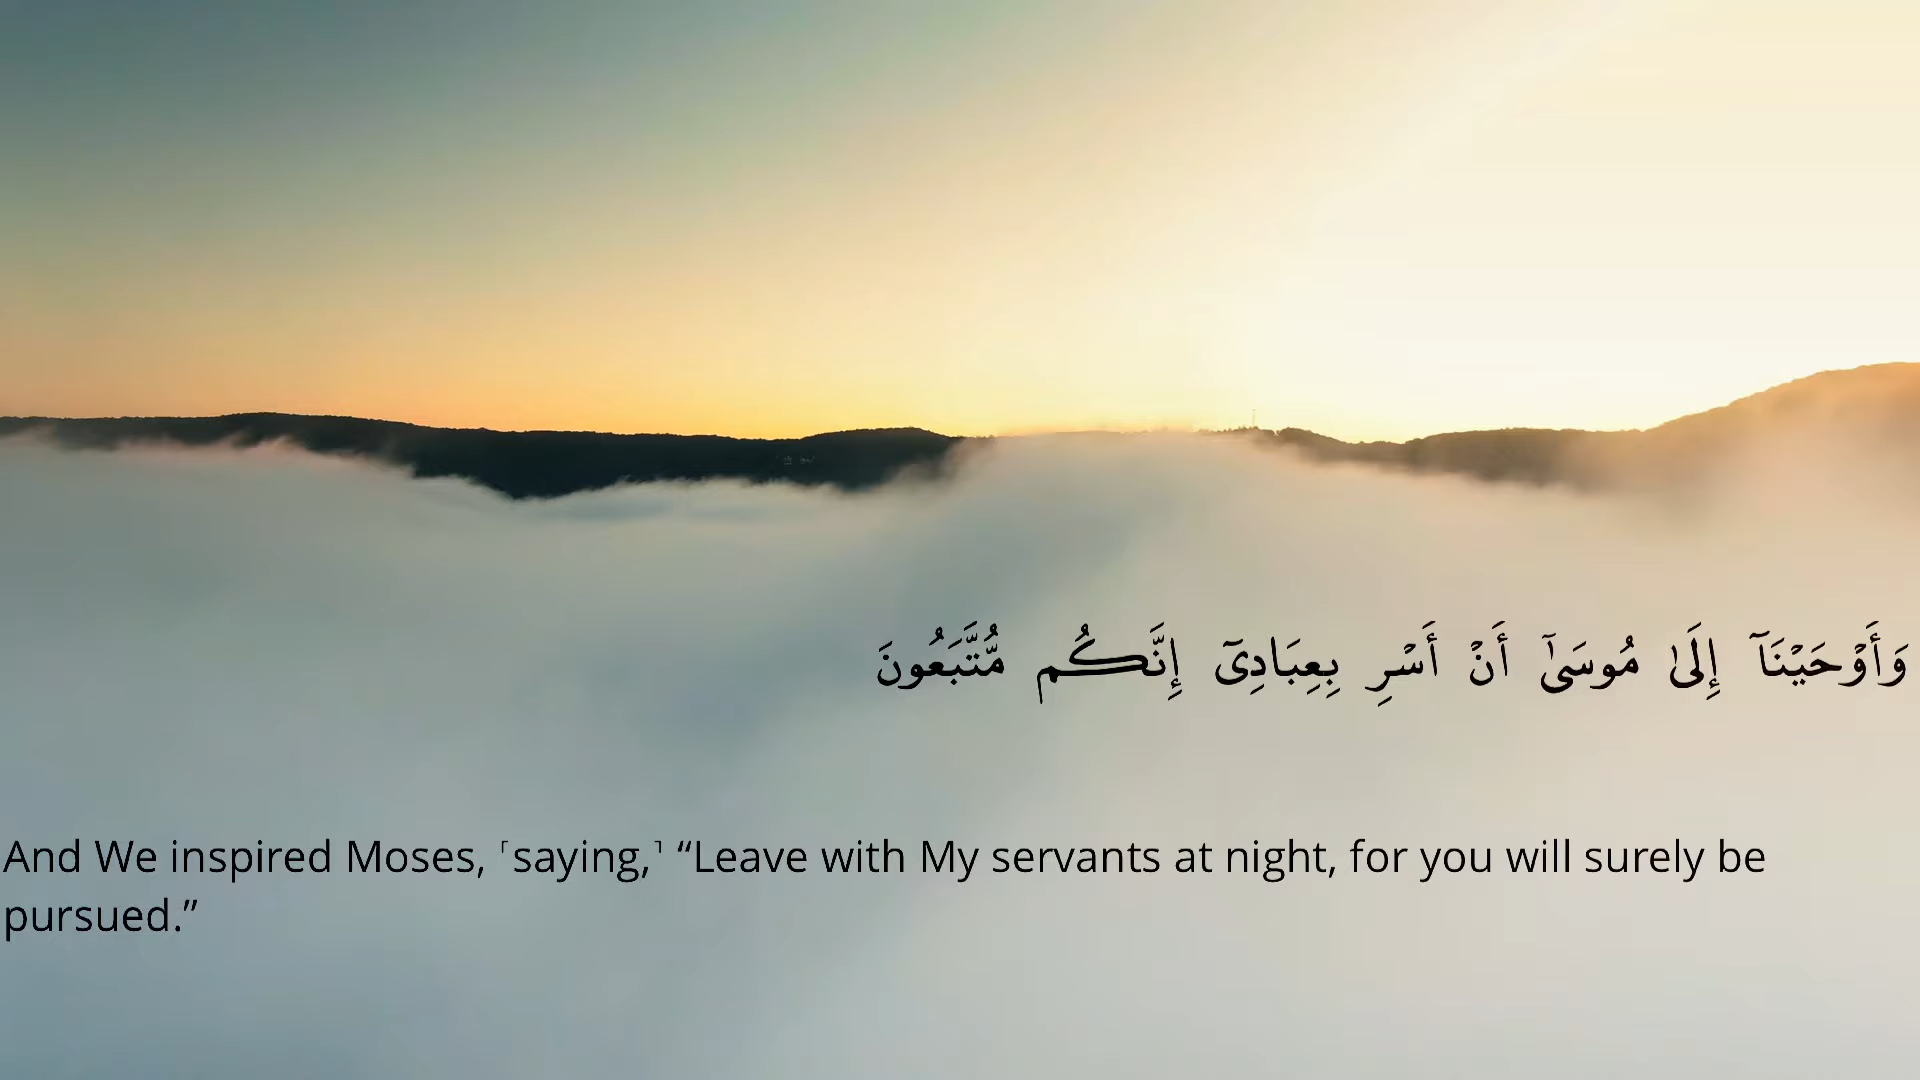 وَأَوْحَيْنَآ إِلَىٰ مُوسَىٰٓ أَنْ أَسْرِ بِعِبَادِىٓ إِنَّكُم مُّتَّبَعُونَ
And We inspired Moses, ˹saying,˺ “Leave with My servants at night, for you will surely be
pursued.”